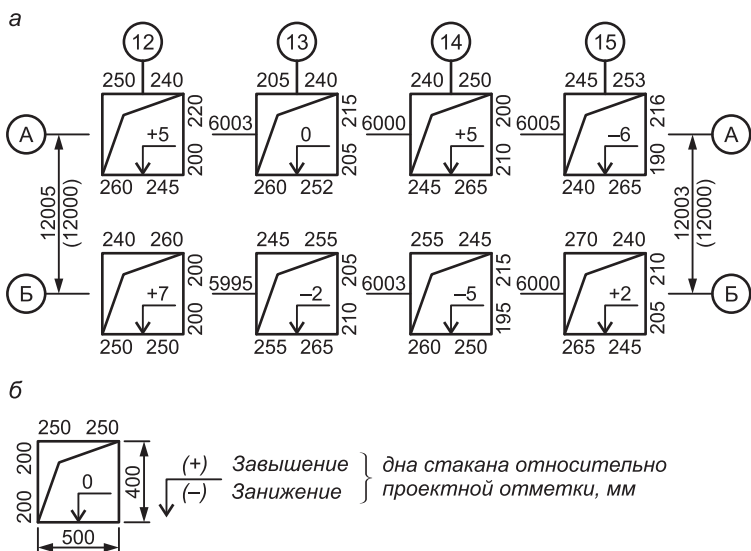 а
12 13 14 15
250 240 205 240 240 250 245 253
А 220 200 +5 6003 215 205 0 6000 200 210 +5 6005 216 190 –6 А
260 245 260 252 245 265 240 265
12005 (12000) 12003 (12000)
240 260 245 255 255 245 270 240
Б 200 200 +7 5995 205 210 –2 6003 215 195 –5 6000 210 205 +2 Б
250 250 255 265 260 250 265 245
б
250 250
200 200 0 400
500
(+) Завышение
(–) Занижение
дна стакана относительно
проектной отметки, мм